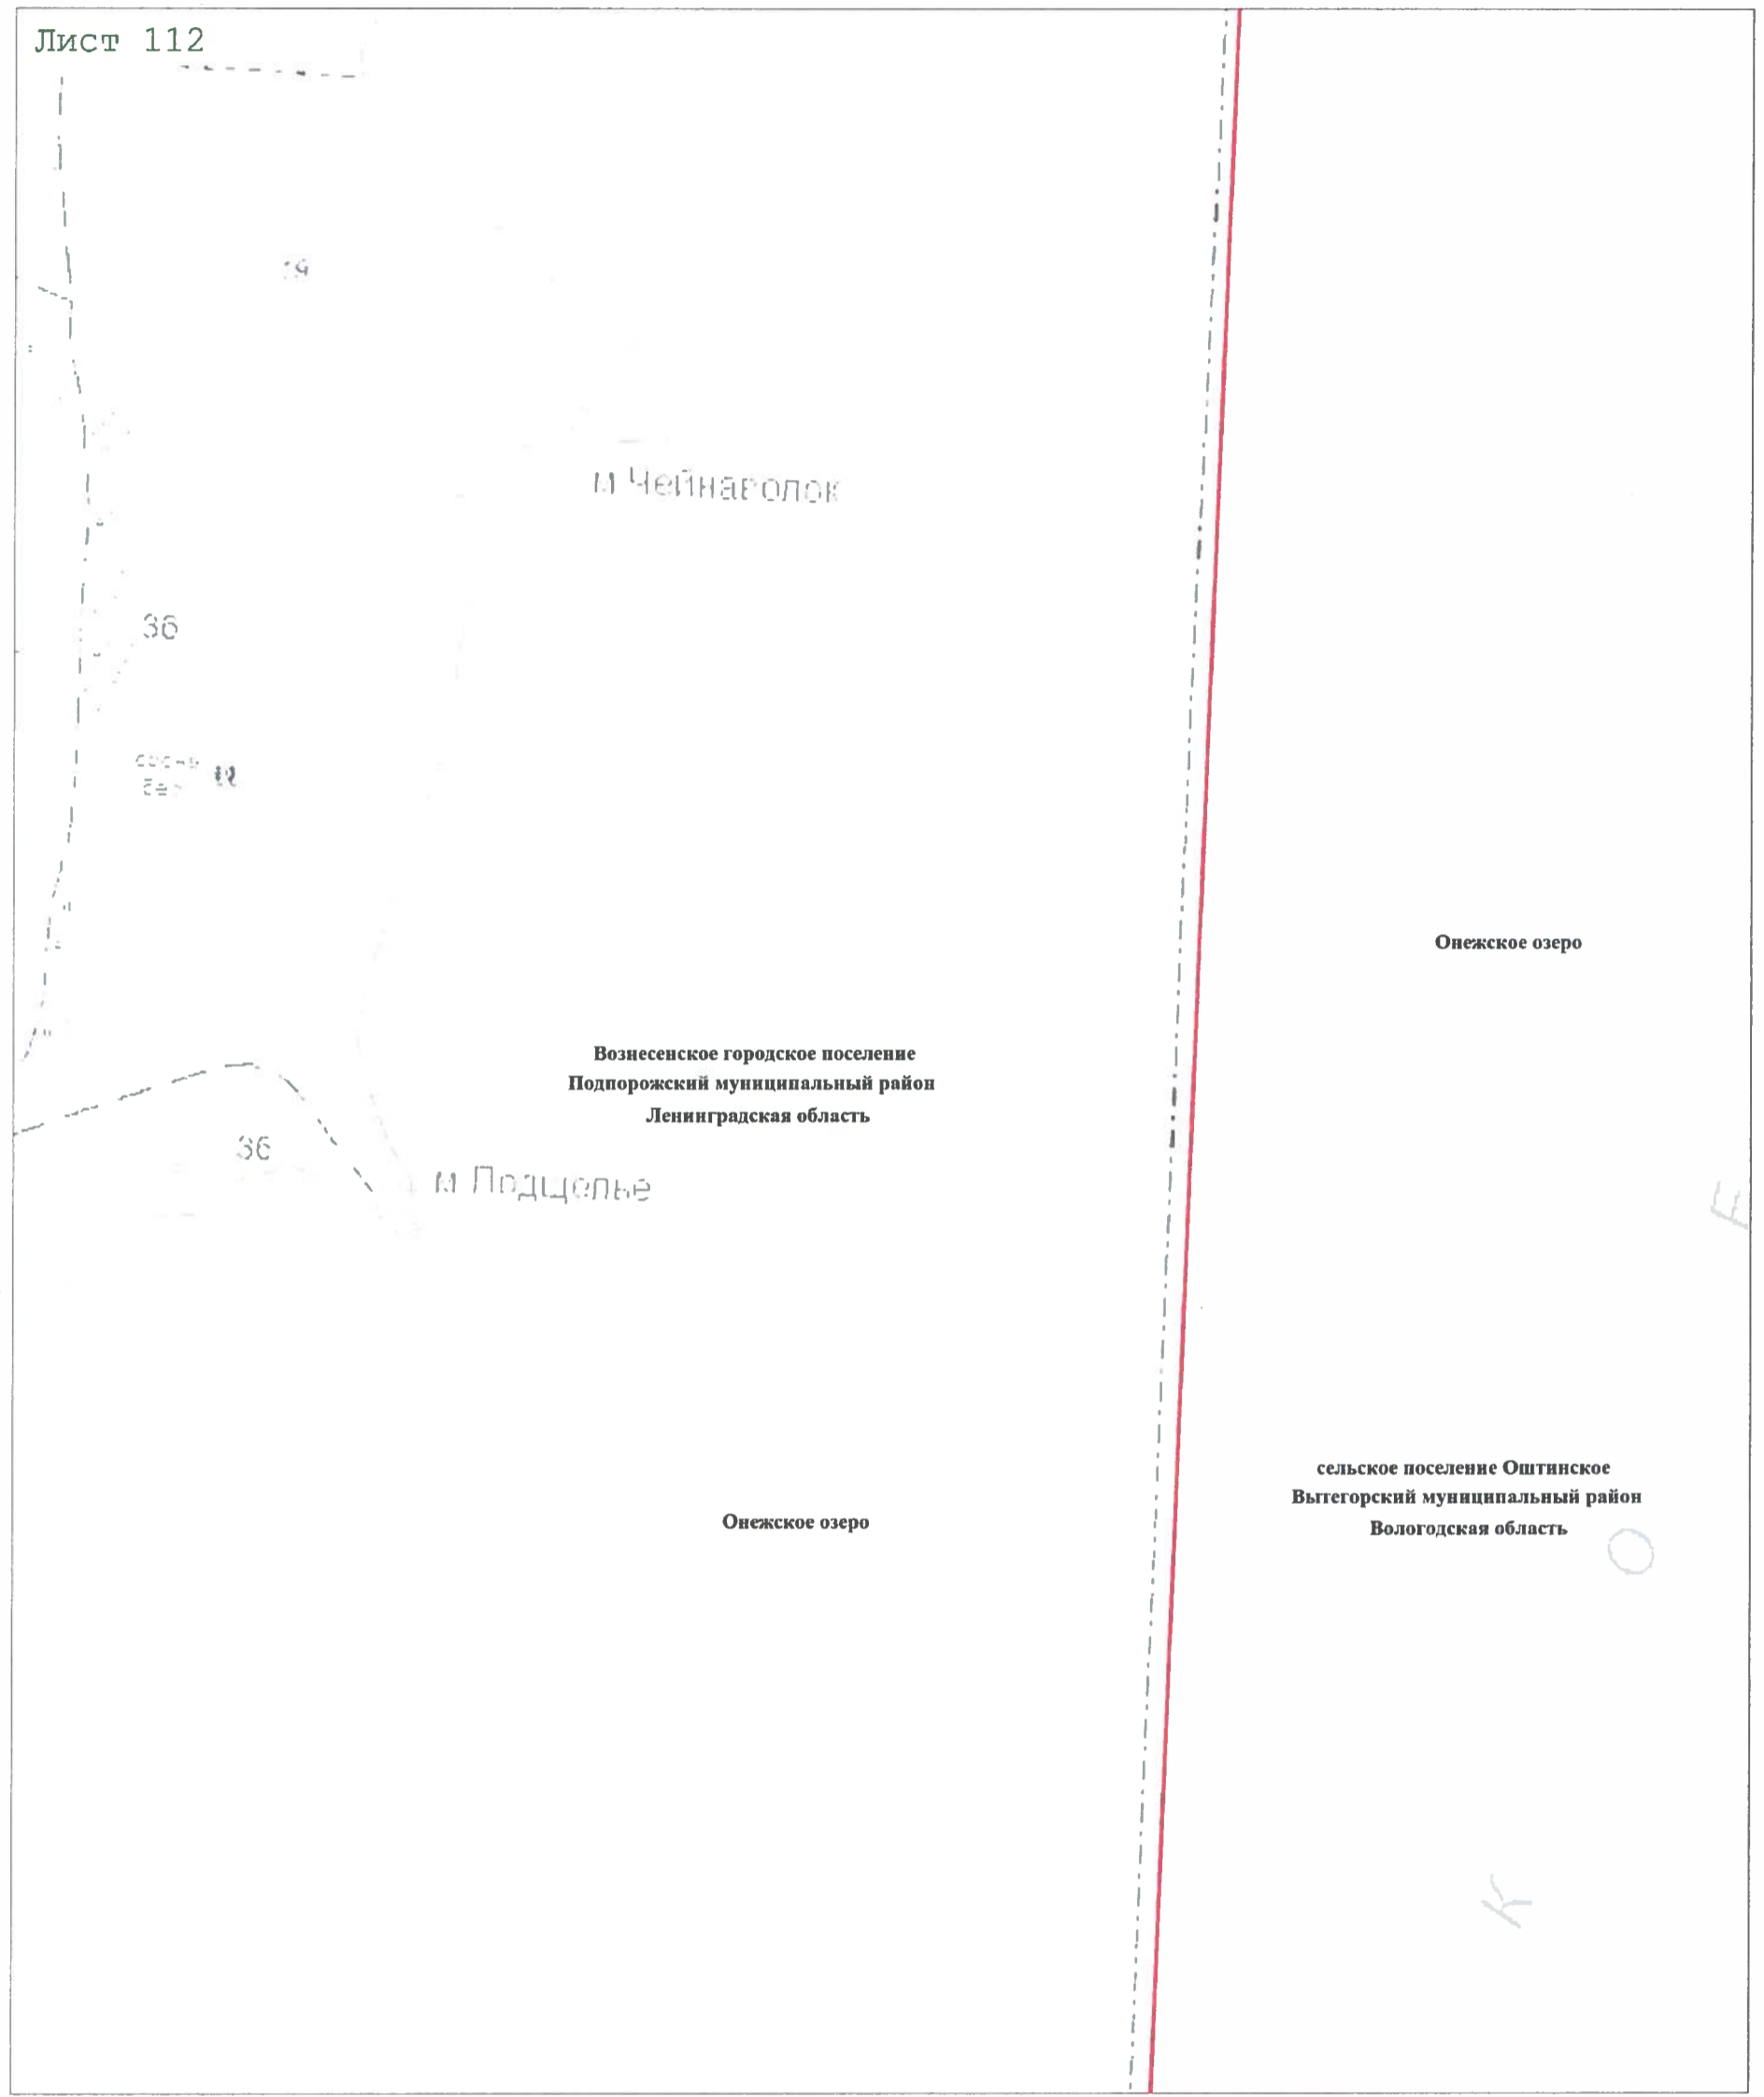 Лист 112
м Чейнаволок
36
Онежское озеро
Вознесенское городское поселение
Подпорожский муниципальный район
Ленинградская область
36
м Подщелье
Е
сельское поселение Оштинское
Вытегорский муниципальный район
Вологодская область
Онежское озеро
О
К